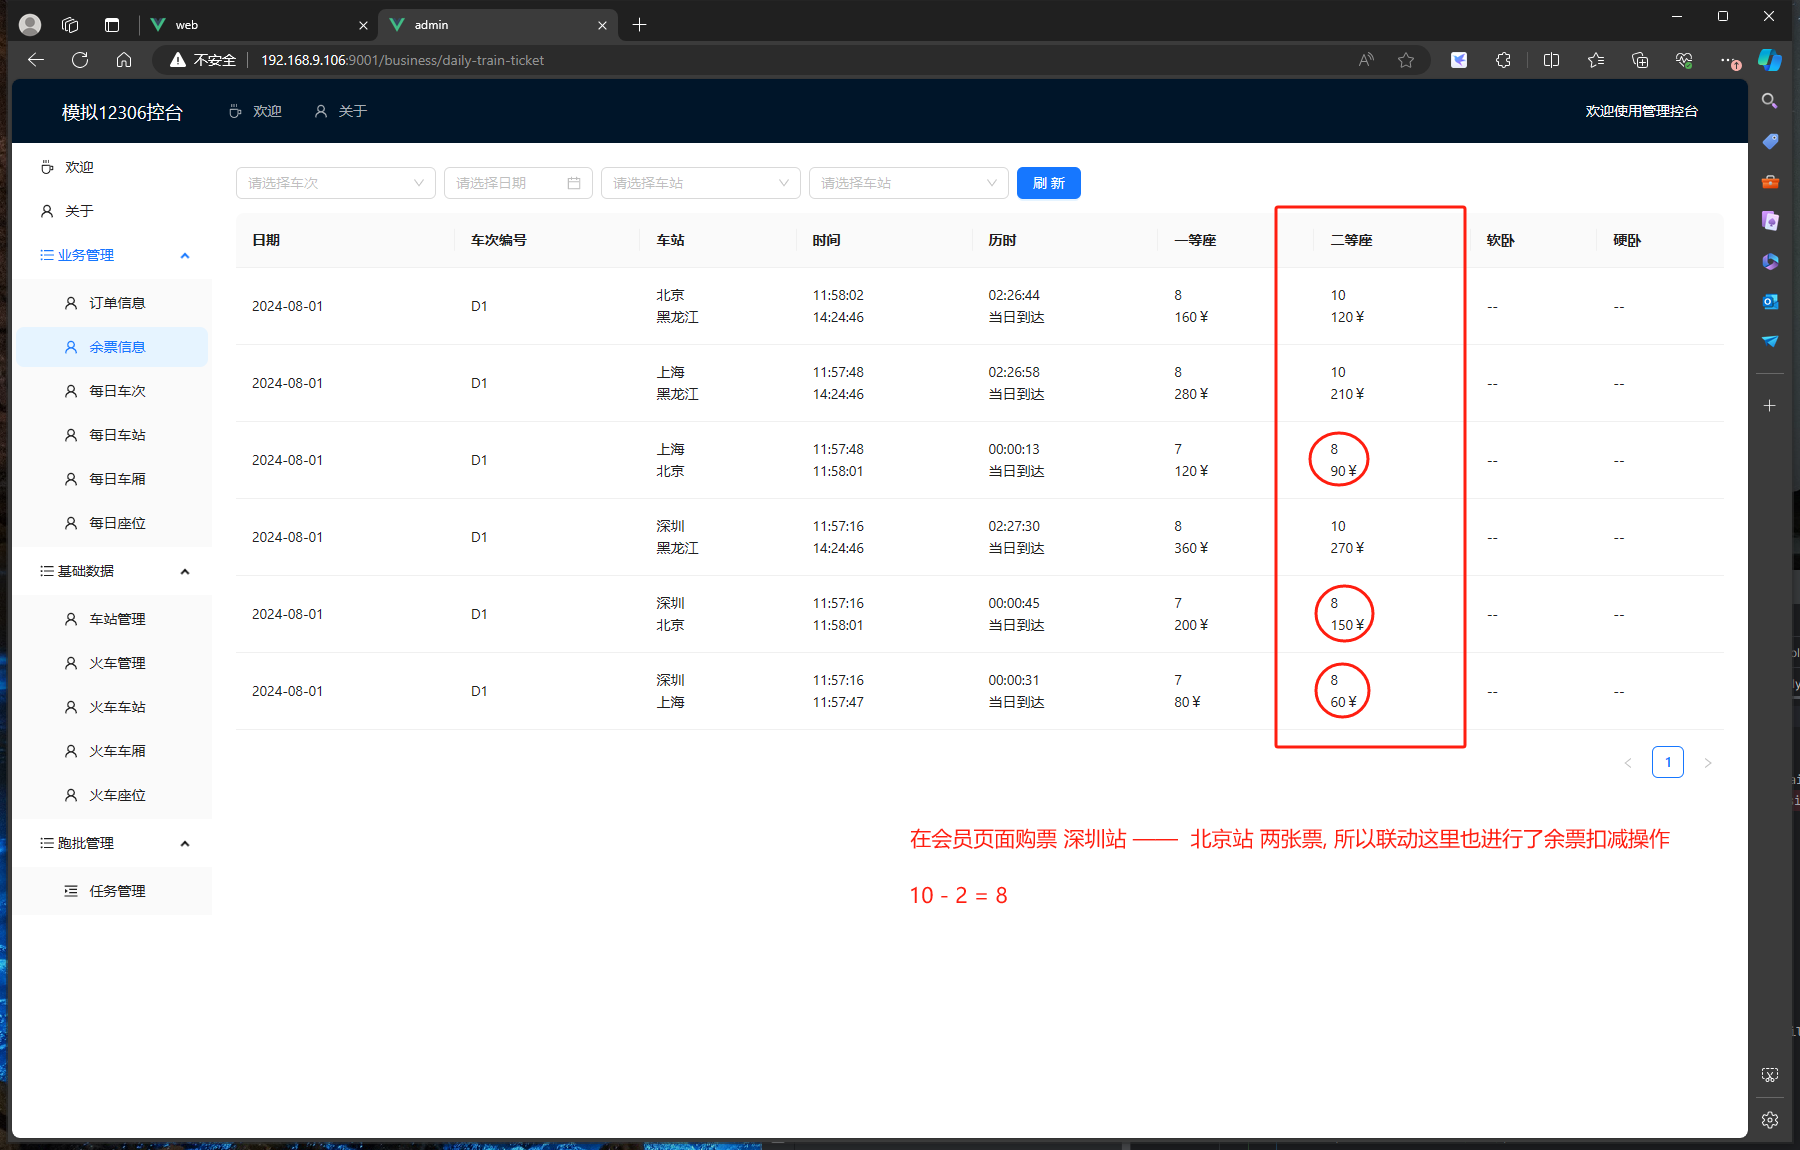 web
admin
不安全
192.168.9.106:9001/business/daily-train-ticket
模拟12306控台
欢迎
关于
欢迎使用管理控台
欢迎
关于
业务管理
订单信息
余票信息
每日车次
每日车站
每日车厢
每日座位
基础数据
车站管理
火车管理
火车车站
火车车厢
火车座位
跑批管理
任务管理
请选择车次
请选择日期
请选择车站
请选择车站
刷 新
日期 车次编号 车站 时间 历时 一等座 二等座 软卧 硬卧
2024-08-01 D1 北京 11:58:02 02:26:44 8 10 -- --
黑龙江 14:24:46 当日到达 160¥ 120¥
2024-08-01 D1 上海 11:57:48 02:26:58 8 10 -- --
黑龙江 14:24:46 当日到达 280¥ 210¥
2024-08-01 D1 上海 11:57:48 00:00:13 7 8 -- --
北京 11:58:01 当日到达 120¥ 90¥
2024-08-01 D1 深圳 11:57:16 02:27:30 8 10 -- --
黑龙江 14:24:46 当日到达 360¥ 270¥
2024-08-01 D1 深圳 11:57:16 00:00:45 7 8 -- --
北京 11:58:01 当日到达 200¥ 150¥
2024-08-01 D1 深圳 11:57:16 00:00:31 7 8 -- --
上海 11:57:47 当日到达 80¥ 60¥
1
在会员页面购票 深圳站 —— 北京站 两张票, 所以联动这里也进行了余票扣减操作
10 - 2 = 8